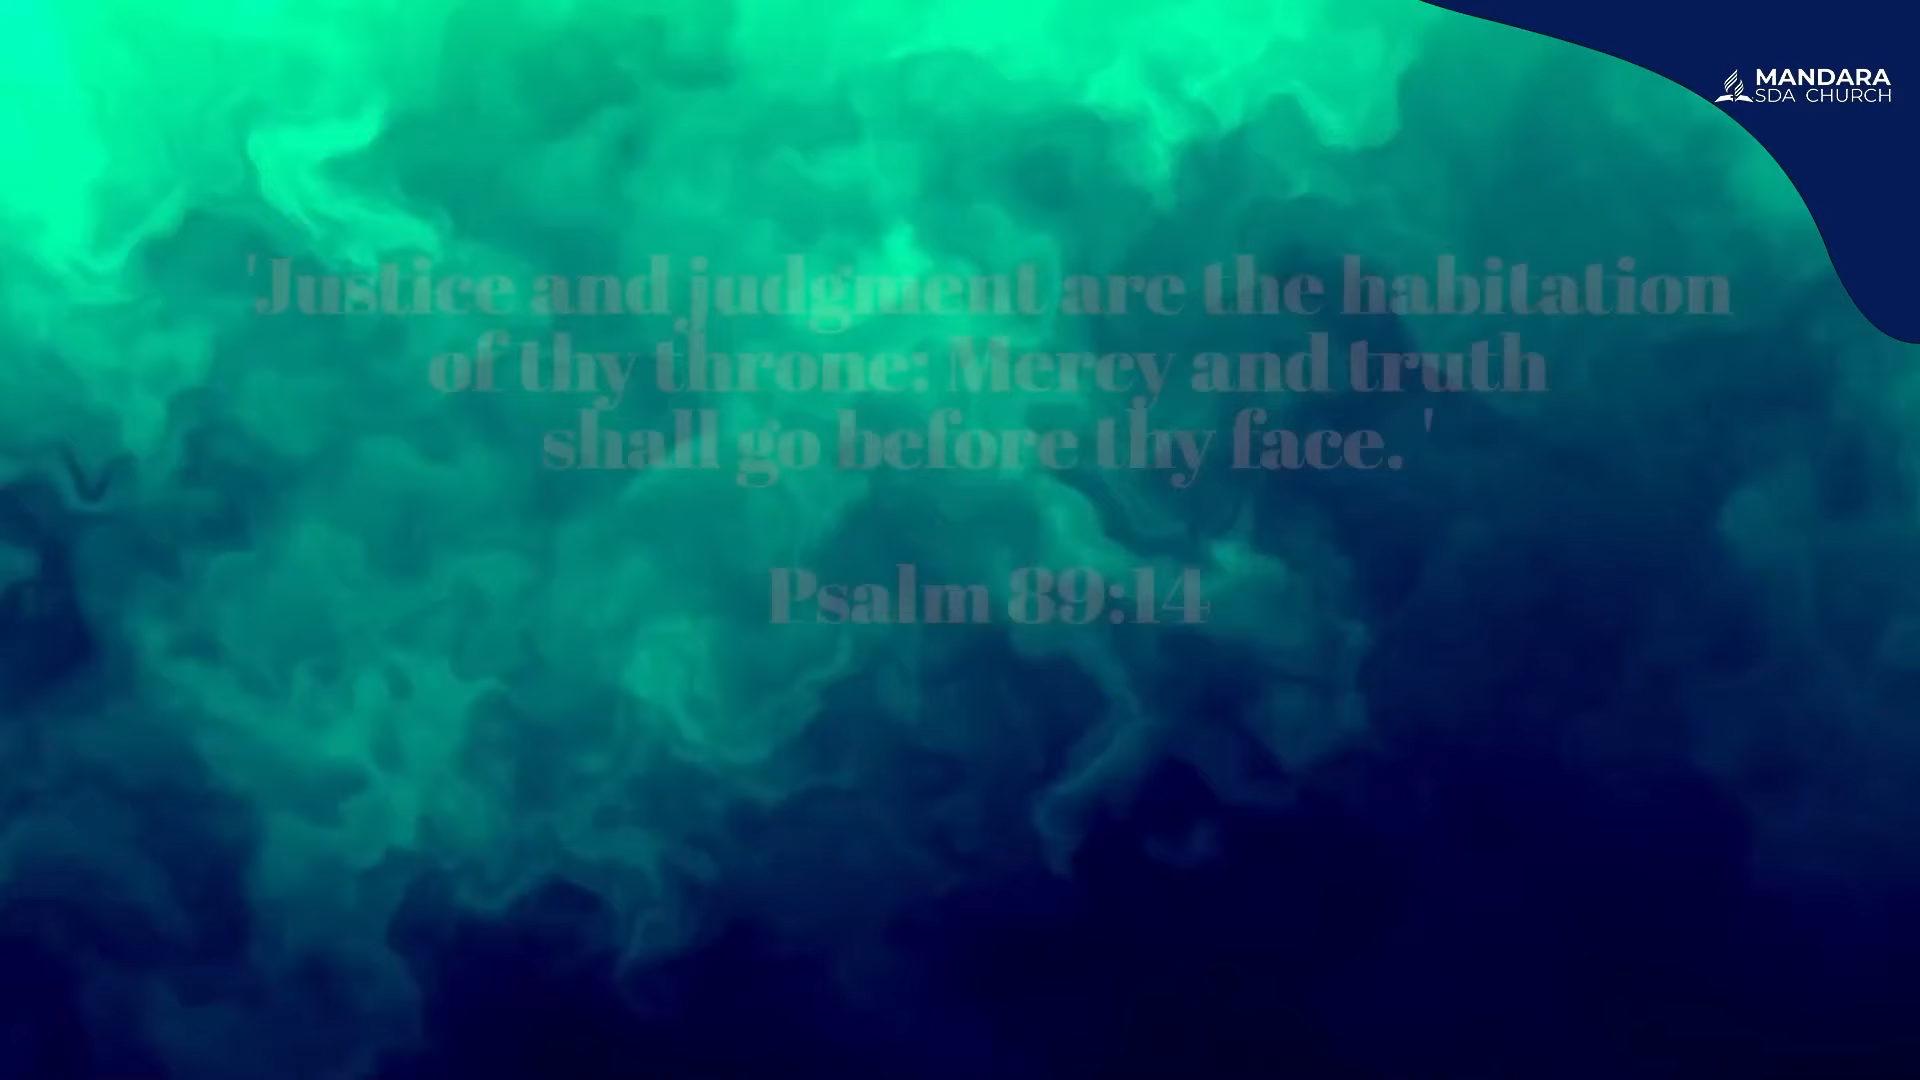 MANDARA
SDA CHURCH
'Justice and judgment are the habitation
of thy throne: Mercy and truth
shall go before thy face. '
Psalm 89:14